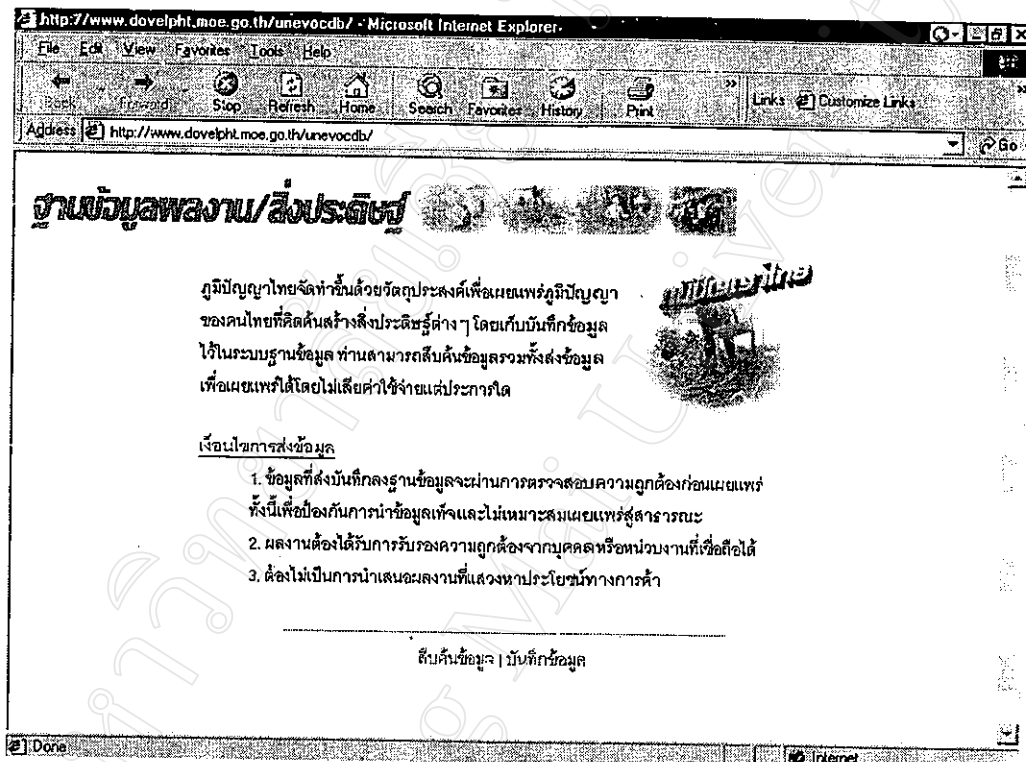 http://www.dovelpht.moe.go.th/unevocdb/ - Microsoft Internet Explorer
File Edit View Favorites Tools Help
Back Forward Stop Refresh Home Search Favorites History Print Links Customize Links
Address http://www.dovelpht.moe.go.th/unevocdb/ Go
ฐานข้อมูลผลงาน/สิ่งประดิษฐ์
ภูมิปัญญาไทย
ภูมิปัญญาไทยจัดทำขึ้นด้วยวัตถุประสงค์เพื่อเผยแพร่ภูมิปัญญา
ของคนไทยที่คิดค้นสร้างสิ่งประดิษฐ์ต่าง ๆ โดยเก็บบันทึกข้อมูล
ไว้ในระบบฐานข้อมูล ท่านสามารถสืบค้นข้อมูลรวมทั้งส่งข้อมูล
เพื่อเผยแพร่ได้โดยไม่เสียค่าใช้จ่ายแต่ประการใด
เงื่อนไขการส่งข้อมูล
1. ข้อมูลที่ส่งบันทึกลงฐานข้อมูลจะผ่านการตรวจสอบความถูกต้องก่อนเผยแพร่
ทั้งนี้เพื่อป้องกันการนำข้อมูลเท็จและไม่เหมาะสมเผยแพร่สู่สาธารณะ
2. ผลงานต้องได้รับการรับรองความถูกต้องจากบุคคลหรือหน่วยงานที่เชื่อถือได้
3. ต้องไม่เป็นการนำเสนอผลงานที่แสวงหาประโยชน์ทางการค้า
สืบค้นข้อมูล | บันทึกข้อมูล
Done Internet